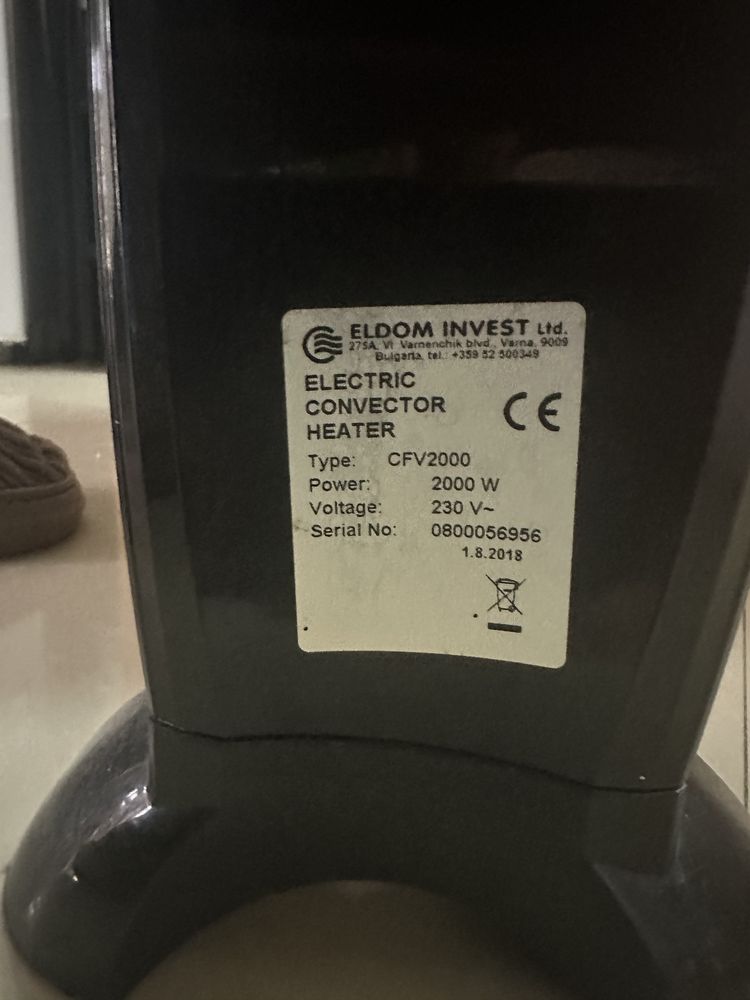 ELDOM INVEST Ltd.
275A, Vl. Varnenchik blvd., Varna, 9009
Bulgaria, tel.: +359 52 500349
ELECTRIC
CONVECTOR
HEATER
CE
Type: CFV2000
Power: 2000 W
Voltage: 230 V~
Serial No: 0800056956
1.8.2018